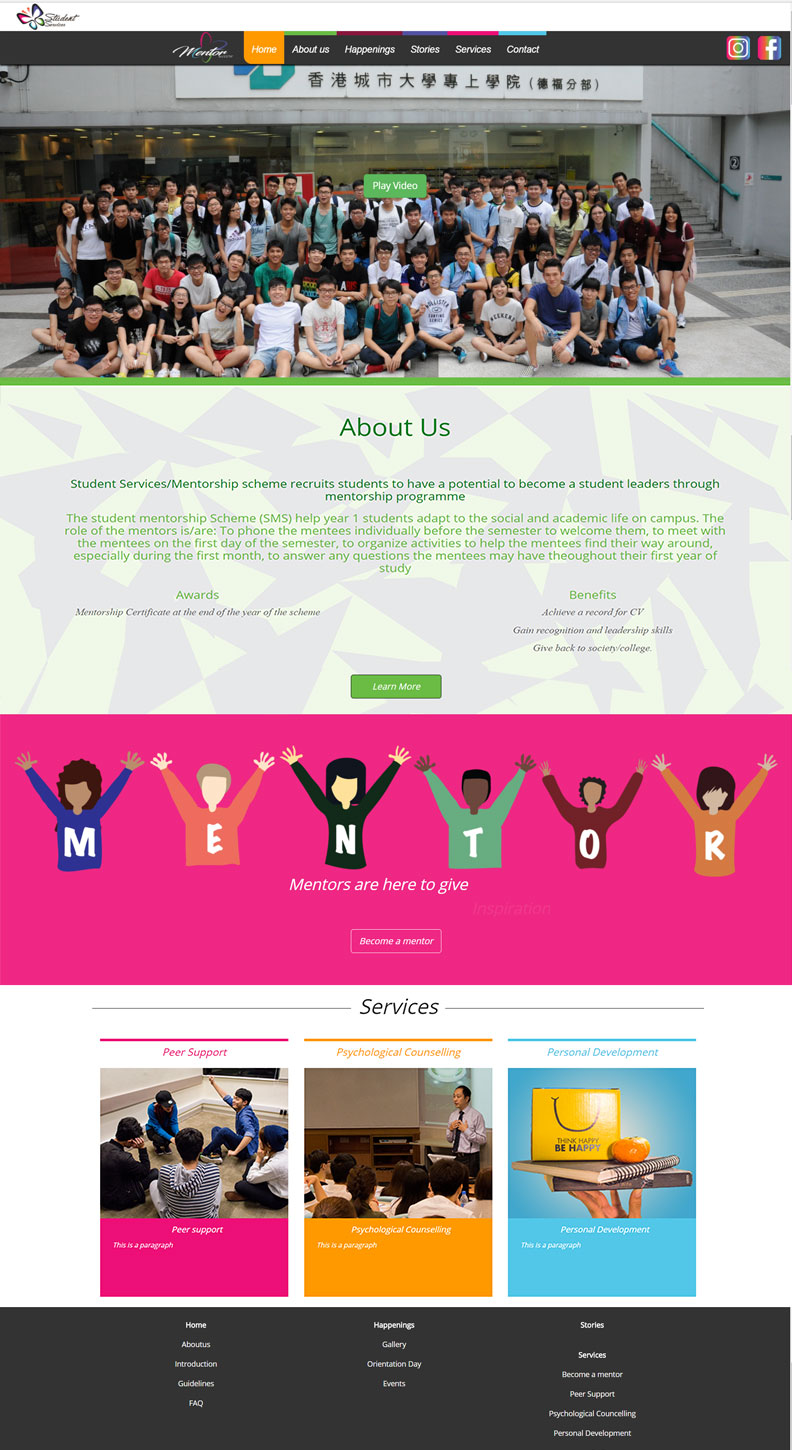 Student
Services
Mentor
Home
About us
Happenings
Stories
Services
Contact
香港城市大學專上學院 (德福分部)
2
Play Video
About Us
Student Services/Mentorship scheme recruits students to have a potential to become a student leaders through
mentorship programme
The student mentorship Scheme (SMS) help year 1 students adapt to the social and academic life on campus. The
role of the mentors is/are: To phone the mentees individually before the semester to welcome them, to meet with
the mentees on the first day of the semester, to organize activities to help the mentees find their way around,
especially during the first month, to answer any questions the mentees may have theoughout their first year of
study
Awards
Mentorship Certificate at the end of the year of the scheme
Benefits
Achieve a record for CV
Gain recognition and leadership skills
Give back to society/college.
Learn More
M E N T O R
Mentors are here to give
Inspiration
Become a mentor
Services
Peer Support
Psychological Counselling
Personal Development
THINK HAPPY
BE HAPPY
Peer support
This is a paragraph
Psychological Counselling
This is a paragraph
Personal Development
This is a paragraph
Home
Aboutus
Introduction
Guidelines
FAQ
Happenings
Gallery
Orientation Day
Events
Stories
Services
Become a mentor
Peer Support
Psychological Councelling
Personal Development